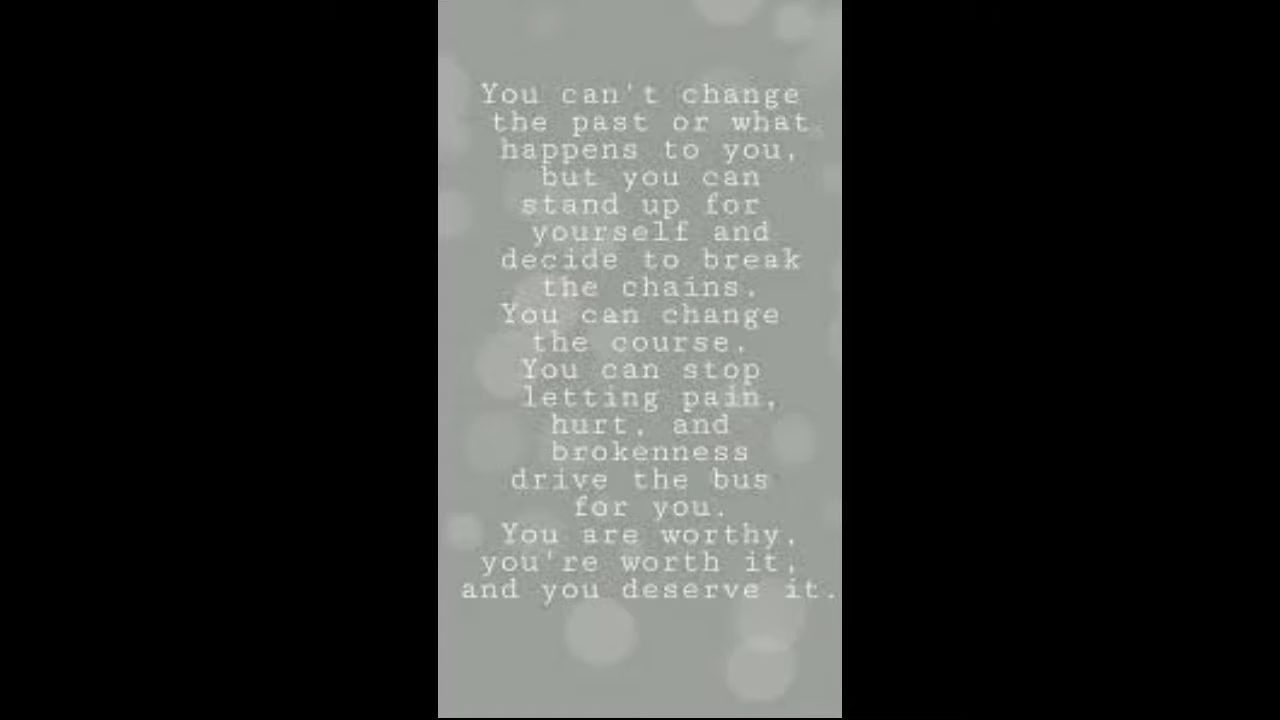 You can't change
the past or what
happens to you,
but you can
stand up for
yourself and
decide to break
the chains.
You can change
the course.
You can stop
letting pain,
hurt, and
brokenness
drive the bus
for you.
You are worthy,
you're worth it,
and you deserve it.